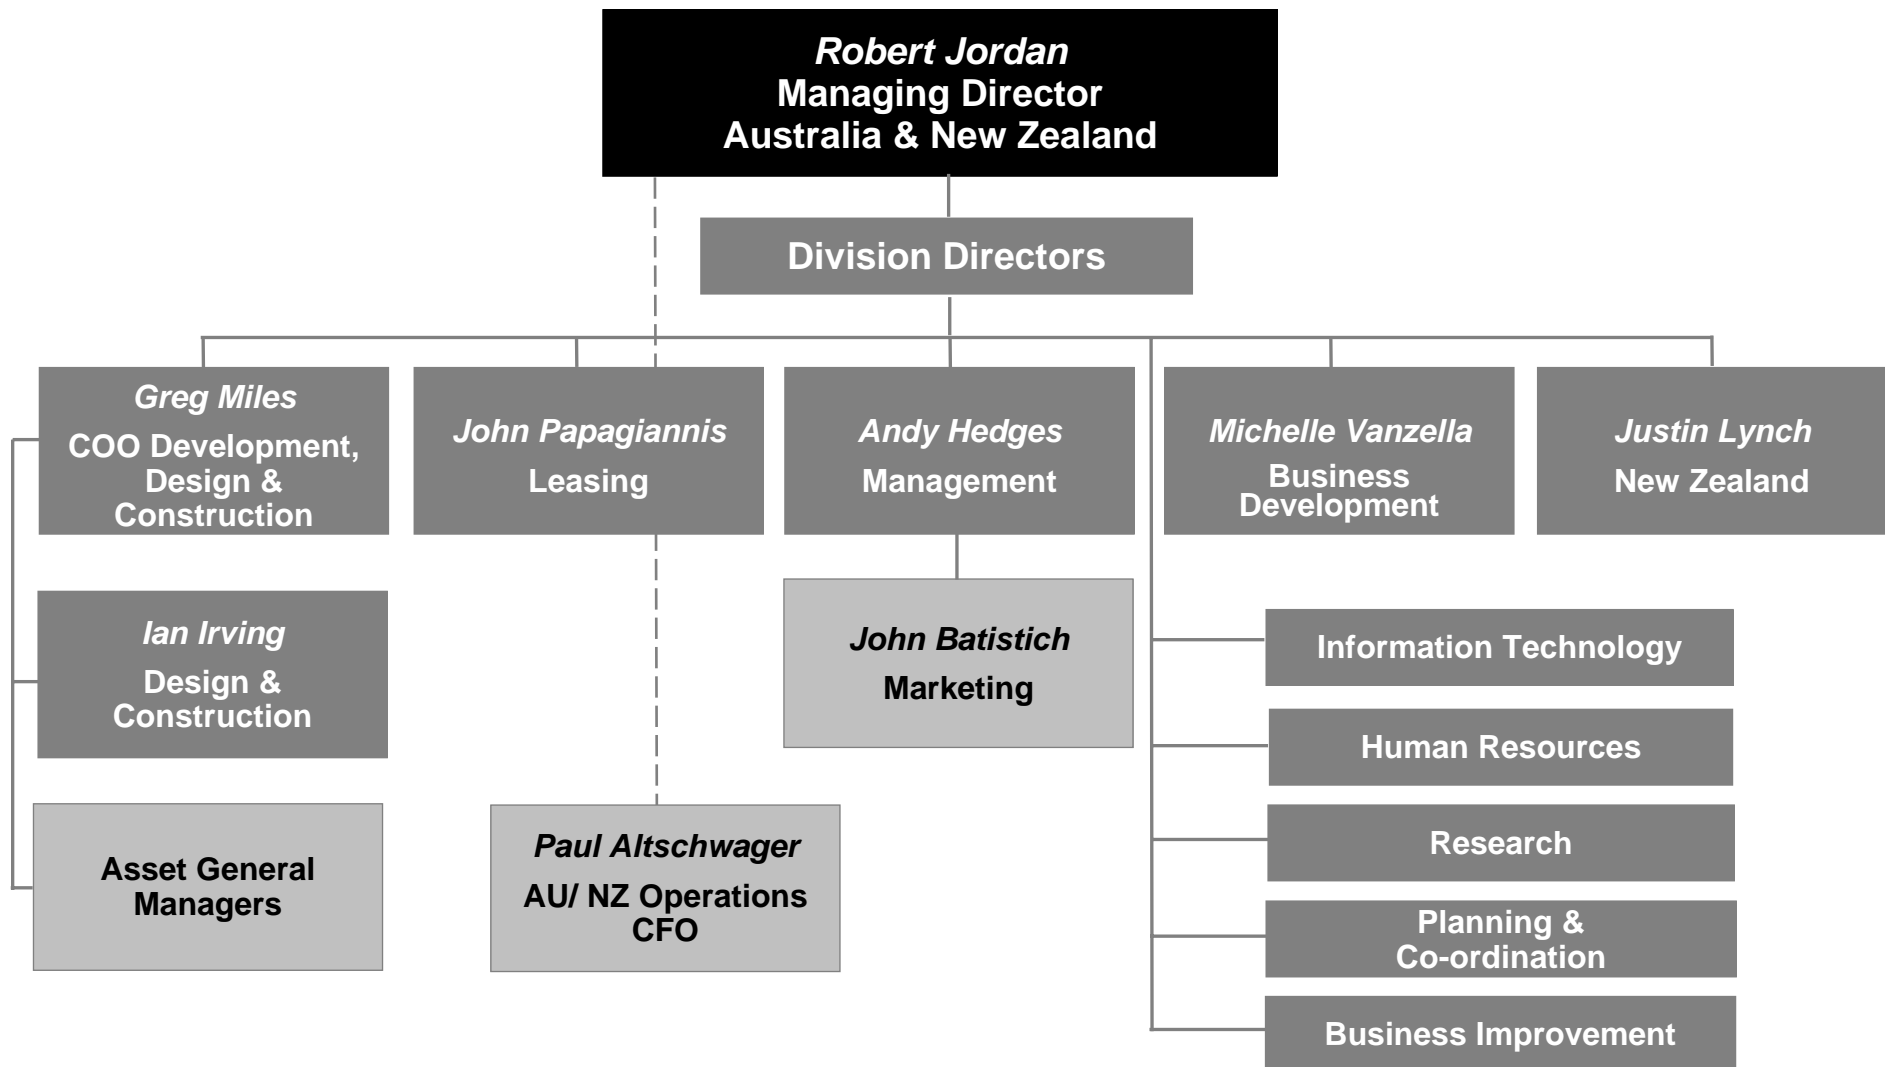 Robert Jordan
Managing Director
Australia & New Zealand
Division Directors
Greg Miles
COO Development,
Design &
Construction
John Papagiannis
Leasing
Andy Hedges
Management
Michelle Vanzella
Business
Development
Justin Lynch
New Zealand
Ian Irving
Design &
Construction
John Batistich
Marketing
Information Technology
Human Resources
Asset General
Managers
Paul Altschwager
AU/ NZ Operations
CFO
Research
Planning &
Co-ordination
Business Improvement